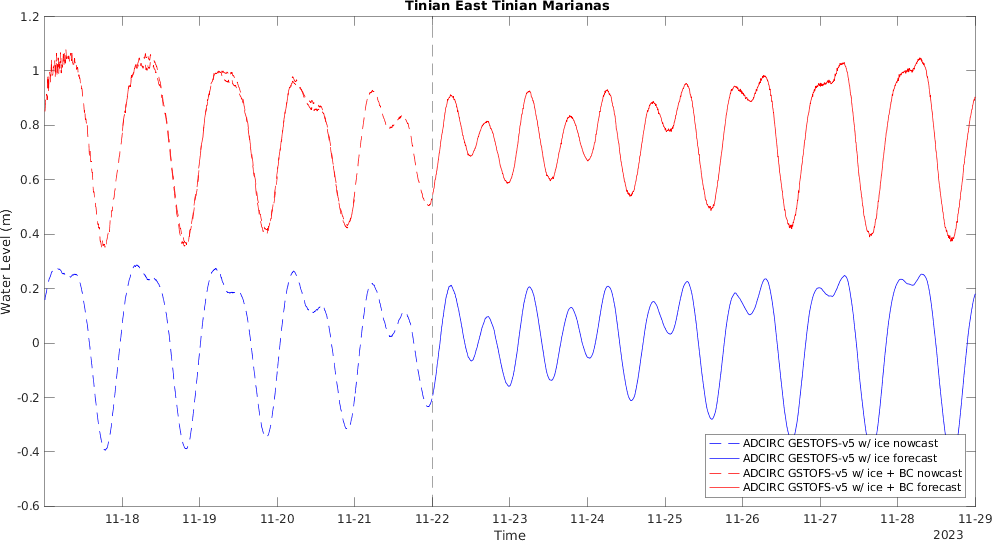 Tinian East Tinian Marianas
Water Level (m)
1.2
1
0.8
0.6
0.4
0.2
0
-0.2
-0.4
-0.6
ADCIRC GESTOFS-v5 w/ ice nowcast
ADCIRC GESTOFS-v5 w/ ice forecast
ADCIRC GSTOFS-v5 w/ ice + BC nowcast
ADCIRC GSTOFS-v5 w/ ice + BC forecast
11-18 11-19 11-20 11-21 11-22 11-23 11-24 11-25 11-26 11-27 11-28 11-29
Time
2023